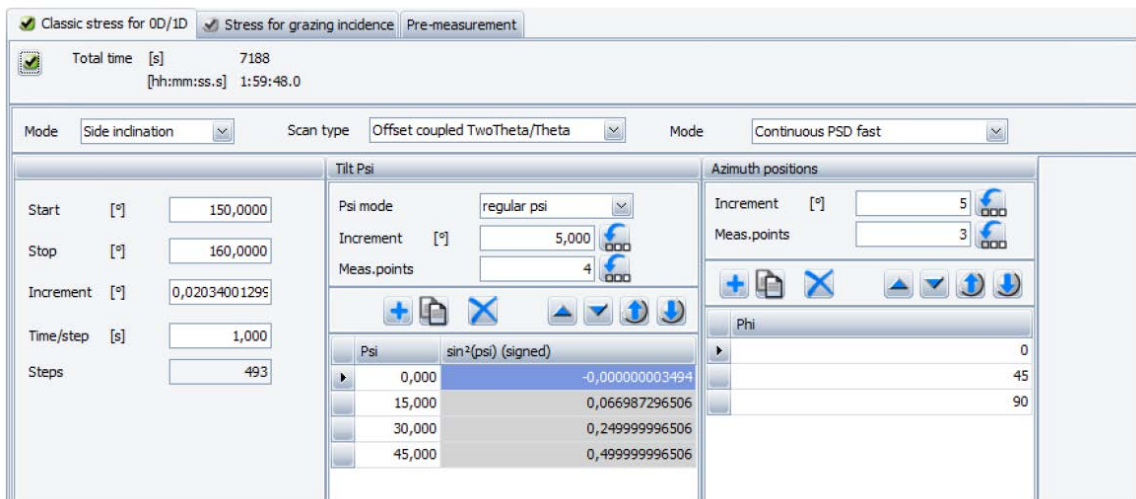 Classic stress for 0D/1D Stress for grazing incidence Pre-measurement
Total time [s] 7188
[hh:mm:ss.s] 1:59:48.0
Mode Side inclination Scan type Offset coupled TwoTheta/Theta Mode Continuous PSD fast
Tilt Psi
Azimuth positions
Start [°] 150,0000
Stop [°] 160,0000
Increment [°] 0,02034001299
Time/step [s] 1,000
Steps 493
Psi mode regular psi
Increment [°] 5,000
Meas.points 4
Psi sin²(psi) (signed)
0,000 -0,000000003494
15,000 0,066987296506
30,000 0,249999996506
45,000 0,499999996506
Increment [°] 5
Meas.points 3
Phi
0
45
90